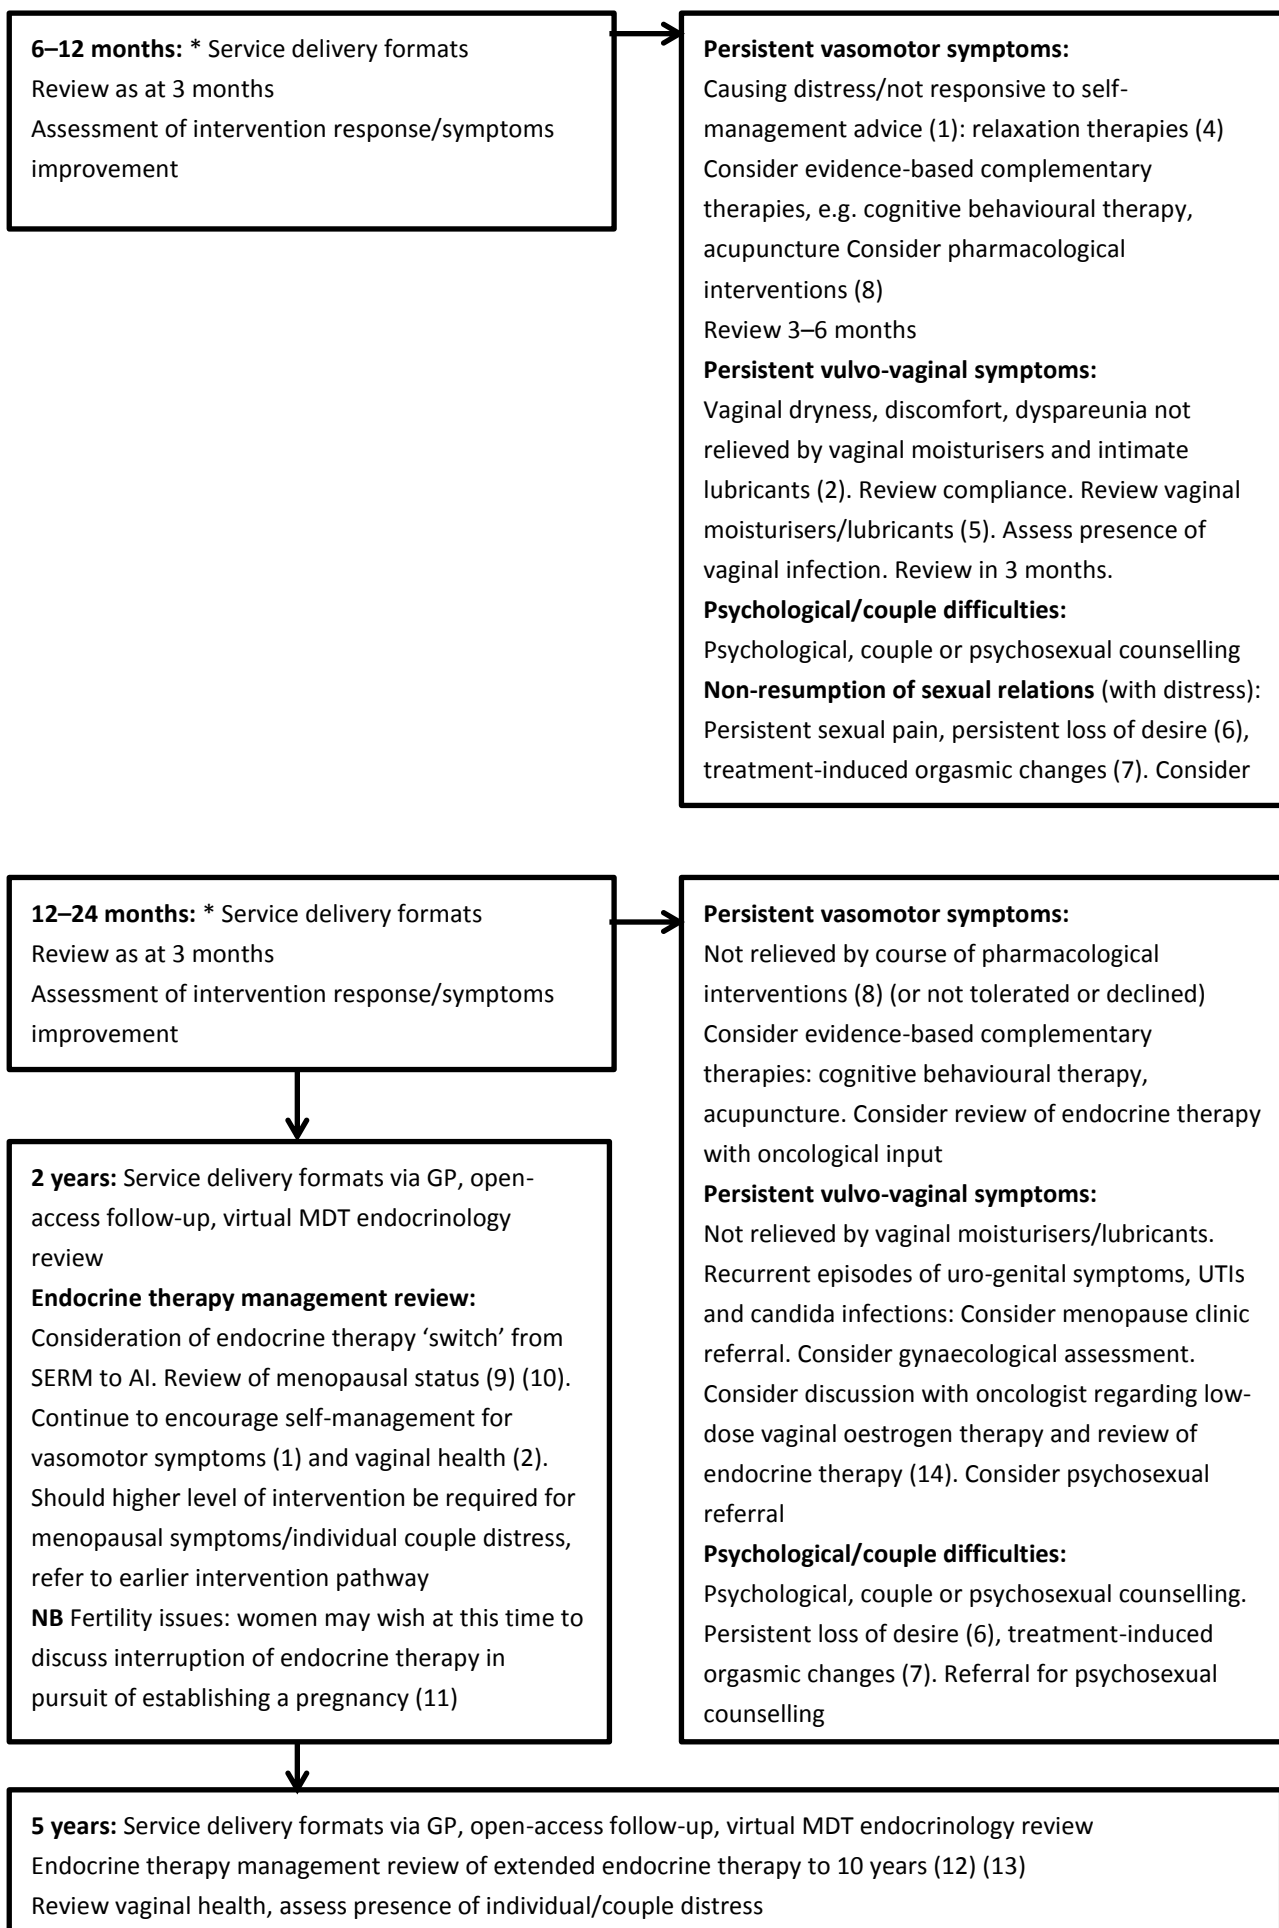 6–12 months: * Service delivery formats
Review as at 3 months
Assessment of intervention response/symptoms
improvement
Persistent vasomotor symptoms:
Causing distress/not responsive to self-
management advice (1): relaxation therapies (4)
Consider evidence-based complementary
therapies, e.g. cognitive behavioural therapy,
acupuncture Consider pharmacological
interventions (8)
Review 3–6 months
Persistent vulvo-vaginal symptoms:
Vaginal dryness, discomfort, dyspareunia not
relieved by vaginal moisturisers and intimate
lubricants (2). Review compliance. Review vaginal
moisturisers/lubricants (5). Assess presence of
vaginal infection. Review in 3 months.
Psychological/couple difficulties:
Psychological, couple or psychosexual counselling
Non-resumption of sexual relations (with distress):
Persistent sexual pain, persistent loss of desire (6),
treatment-induced orgasmic changes (7). Consider
12–24 months: * Service delivery formats
Review as at 3 months
Assessment of intervention response/symptoms
improvement
Persistent vasomotor symptoms:
Not relieved by course of pharmacological
interventions (8) (or not tolerated or declined)
Consider evidence-based complementary
therapies: cognitive behavioural therapy,
acupuncture. Consider review of endocrine therapy
with oncological input
Persistent vulvo-vaginal symptoms:
Not relieved by vaginal moisturisers/lubricants.
Recurrent episodes of uro-genital symptoms, UTIs
and candida infections: Consider menopause clinic
referral. Consider gynaecological assessment.
Consider discussion with oncologist regarding low-
dose vaginal oestrogen therapy and review of
endocrine therapy (14). Consider psychosexual
referral
Psychological/couple difficulties:
Psychological, couple or psychosexual counselling.
Persistent loss of desire (6), treatment-induced
orgasmic changes (7). Referral for psychosexual
counselling
2 years: Service delivery formats via GP, open-
access follow-up, virtual MDT endocrinology
review
Endocrine therapy management review:
Consideration of endocrine therapy ‘switch’ from
SERM to AI. Review of menopausal status (9) (10).
Continue to encourage self-management for
vasomotor symptoms (1) and vaginal health (2).
Should higher level of intervention be required for
menopausal symptoms/individual couple distress,
refer to earlier intervention pathway
NB Fertility issues: women may wish at this time to
discuss interruption of endocrine therapy in
pursuit of establishing a pregnancy (11)
5 years: Service delivery formats via GP, open-access follow-up, virtual MDT endocrinology review
Endocrine therapy management review of extended endocrine therapy to 10 years (12) (13)
Review vaginal health, assess presence of individual/couple distress